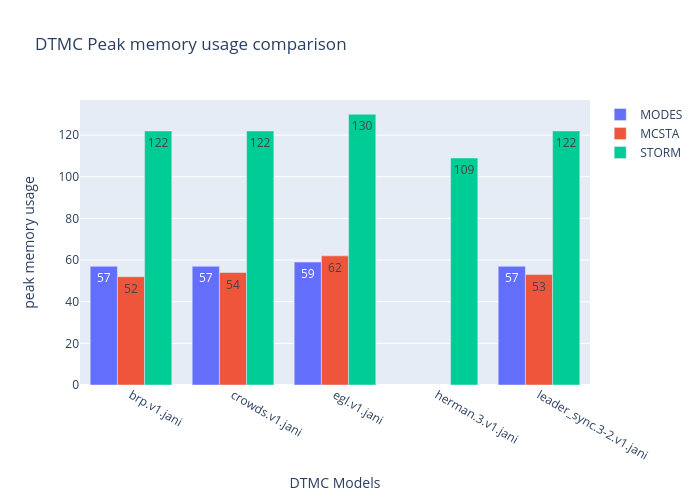 DTMC Peak memory usage comparison
MODES
MCSTA
STORM
peak memory usage
120
100
80
60
40
20
0
57
52
122
57
54
122
59
62
130
109
57
53
122
brp.v1.jani
crowds.v1.jani
egl.v1.jani
herman.3.v1.jani
leader_sync.3-2.v1.jani
DTMC Models